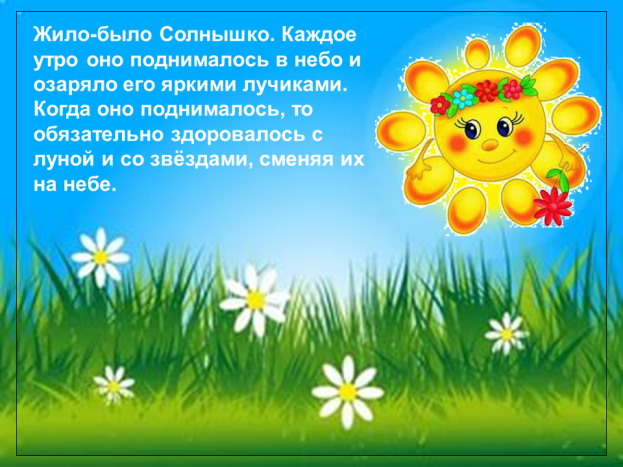 Жило-было Солнышко. Каждое
утро оно поднималось в небо и
озаряло его яркими лучиками.
Когда оно поднималось, то
обязательно здоровалось с
луной и со звёздами, сменяя их
на небе.